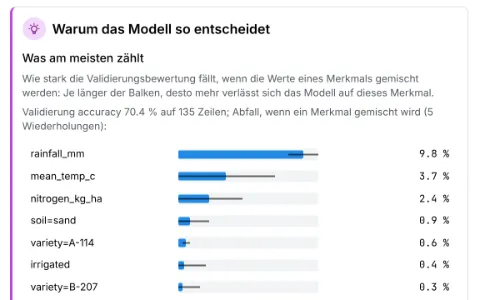 Warum das Modell so entscheidet
Was am meisten zählt
Wie stark die Validierungsbewertung fällt, wenn die Werte eines Merkmals gemischt
werden: Je länger der Balken, desto mehr verlässt sich das Modell auf dieses Merkmal.
Validierung accuracy 70.4 % auf 135 Zeilen; Abfall, wenn ein Merkmal gemischt wird (5
Wiederholungen):
rainfall_mm 9.8 %
mean_temp_c 3.7 %
nitrogen_kg_ha 2.4 %
soil=sand 0.9 %
variety=A-114 0.6 %
irrigated 0.4 %
variety=B-207 0.3 %